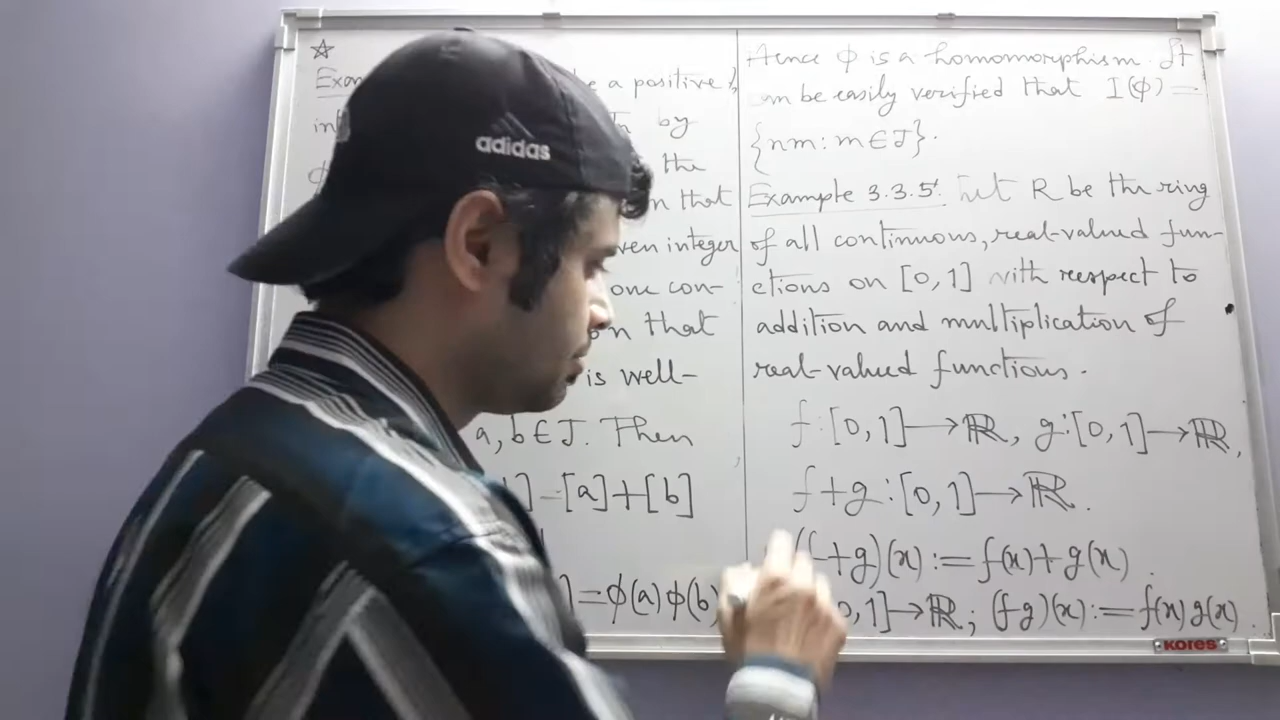 ☆
be a positive
by
the
that
even integer
one con-
that
is well-
a, b∈J. Then
]=[a]+[b]
]=φ(a)φ(b)
Hence φ is a homomorphism. It
can be easily verified that I(φ)=
{nm: m∈J}.
Example 3.3.5: Let R be the ring
of all continuous, real-valued fun-
ctions on [0,1] with respect to
addition and multiplication of
real-valued functions.
f:[0,1]→ℝ, g:[0,1]→ℝ,
f+g:[0,1]→ℝ.
(f+g)(x):=f(x)+g(x).
0,1]→ℝ; (fg)(x):=f(x)g(x).
adidas
kores